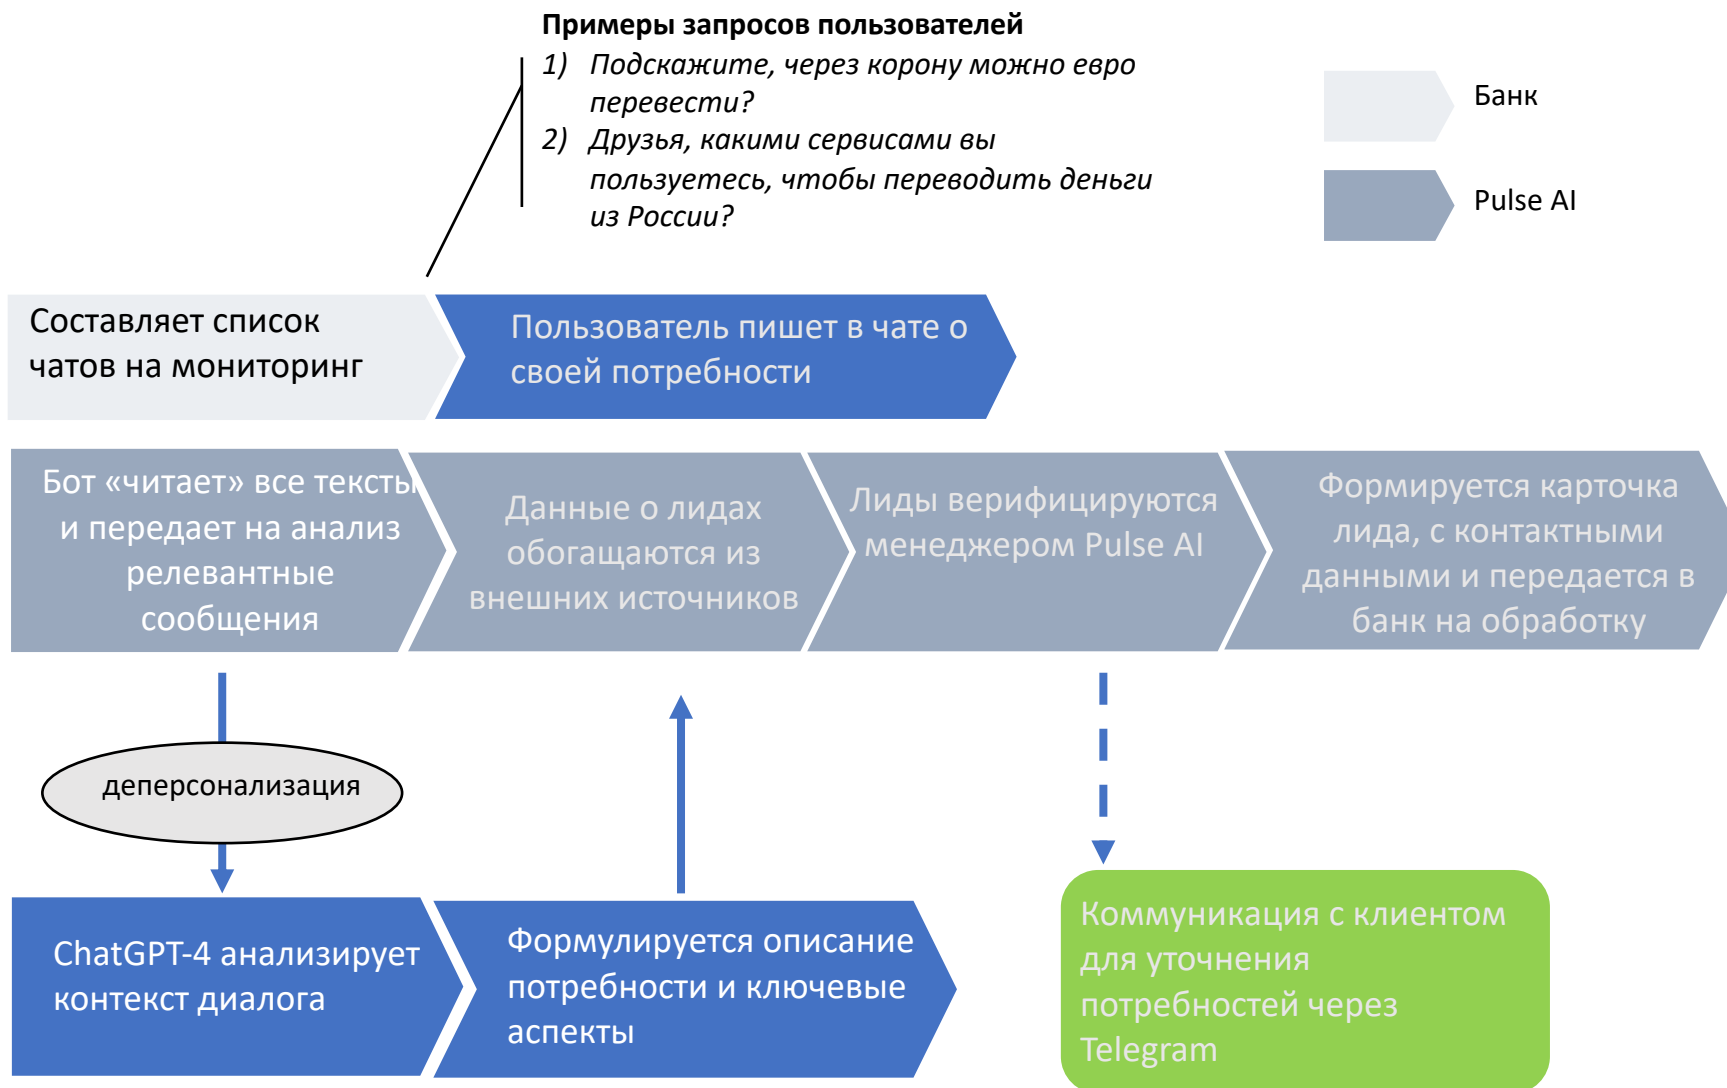 Примеры запросов пользователей
1) Подскажите, через корону можно евро
перевести?
2) Друзья, какими сервисами вы
пользуетесь, чтобы переводить деньги
из России?
Банк
Pulse AI
Составляет список
чатов на мониторинг
Пользователь пишет в чате о
своей потребности
Бот «читает» все тексты
и передает на анализ
релевантные
сообщения
Данные о лидах
обогащаются из
внешних источников
Лиды верифицируются
менеджером Pulse AI
Формируется карточка
лида, с контактными
данными и передается в
банк на обработку
деперсонализация
ChatGPT-4 анализирует
контекст диалога
Формулируется описание
потребности и ключевые
аспекты
Коммуникация с клиентом
для уточнения
потребностей через
Telegram